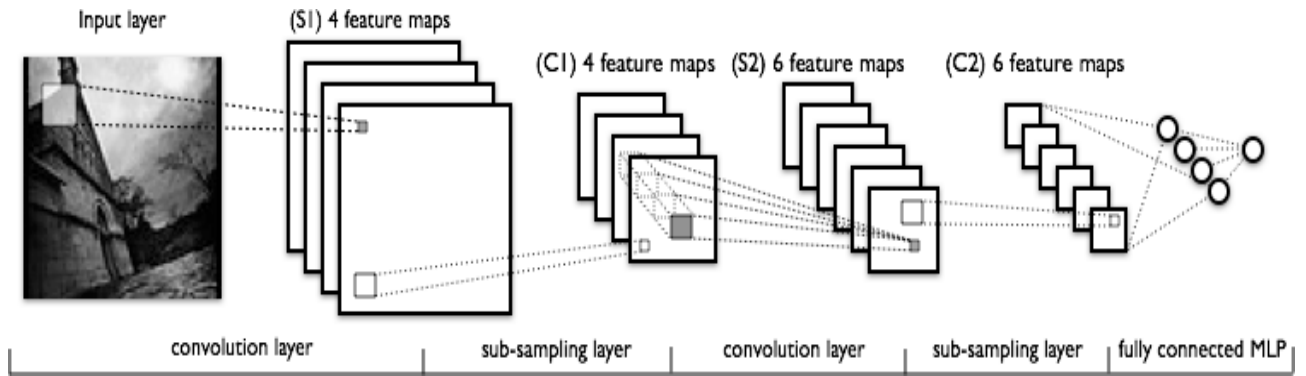 Input layer
(S1) 4 feature maps
(C1) 4 feature maps
(S2) 6 feature maps
(C2) 6 feature maps
convolution layer
sub-sampling layer
convolution layer
sub-sampling layer
fully connected MLP